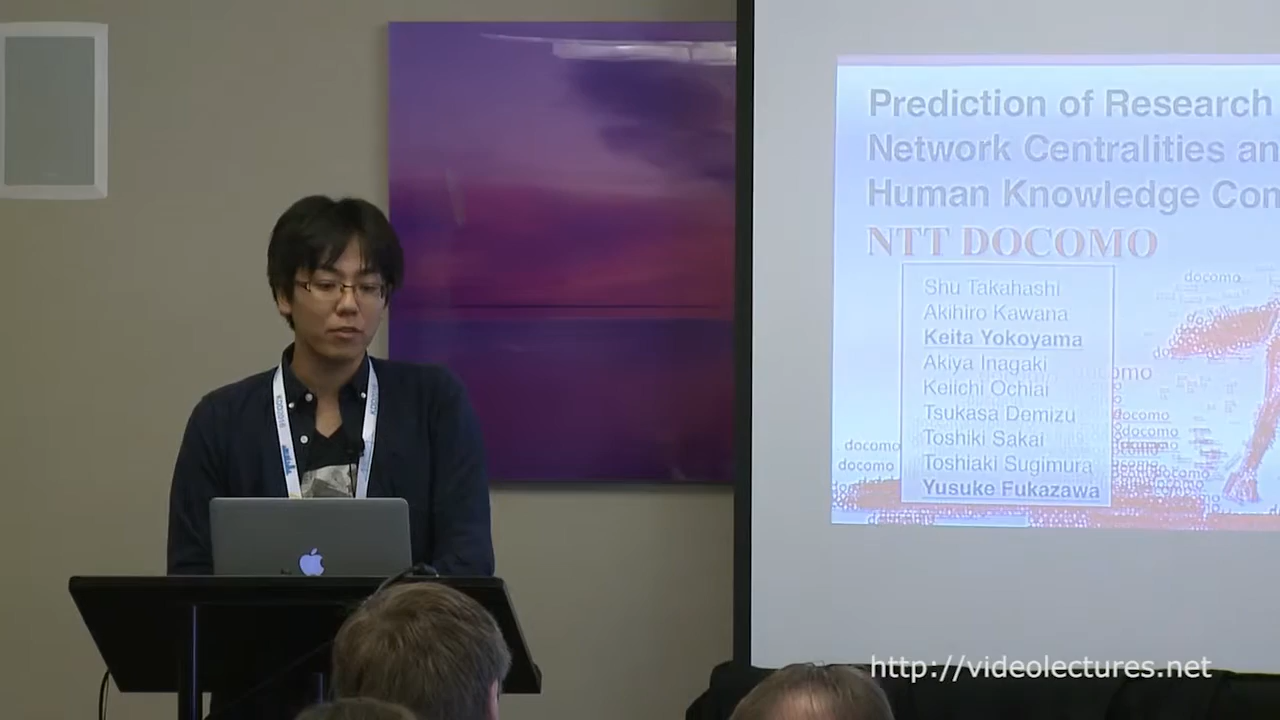 Prediction of Research
Network Centralities an
Human Knowledge Con
NTT DOCOMO
docomo
Shu Takahashi
Akihiro Kawana
Keita Yokoyama
Akiya Inagaki
Keiichi Ochiai
Tsukasa Demizu
Toshiki Sakai
Toshiaki Sugimura
Yusuke Fukazawa
omo
docomo
docomo
docomo
docomo
http://videolectures.net